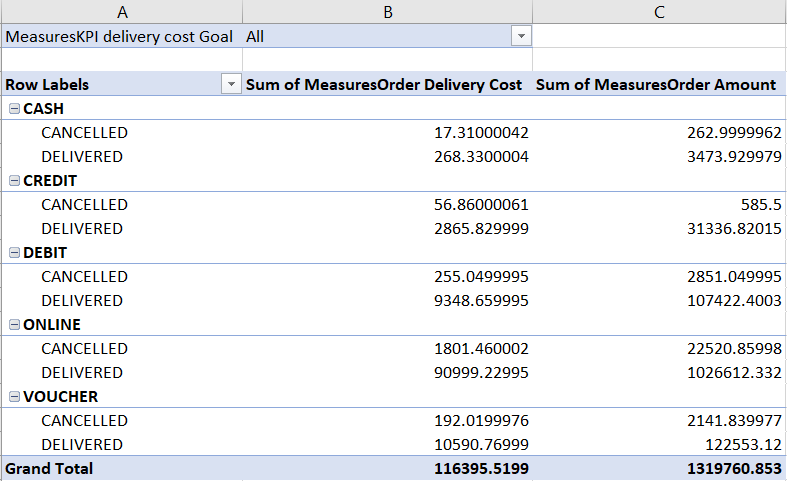 A B C
MeasuresKPI delivery cost Goal All
Row Labels Sum of MeasuresOrder Delivery Cost Sum of MeasuresOrder Amount
CASH
CANCELLED 17.31000042 262.9999962
DELIVERED 268.3300004 3473.929979
CREDIT
CANCELLED 56.86000061 585.5
DELIVERED 2865.829999 31336.82015
DEBIT
CANCELLED 255.0499995 2851.049995
DELIVERED 9348.659995 107422.4003
ONLINE
CANCELLED 1801.460002 22520.85998
DELIVERED 90999.22995 1026612.332
VOUCHER
CANCELLED 192.0199976 2141.839977
DELIVERED 10590.76999 122553.12
Grand Total 116395.5199 1319760.853